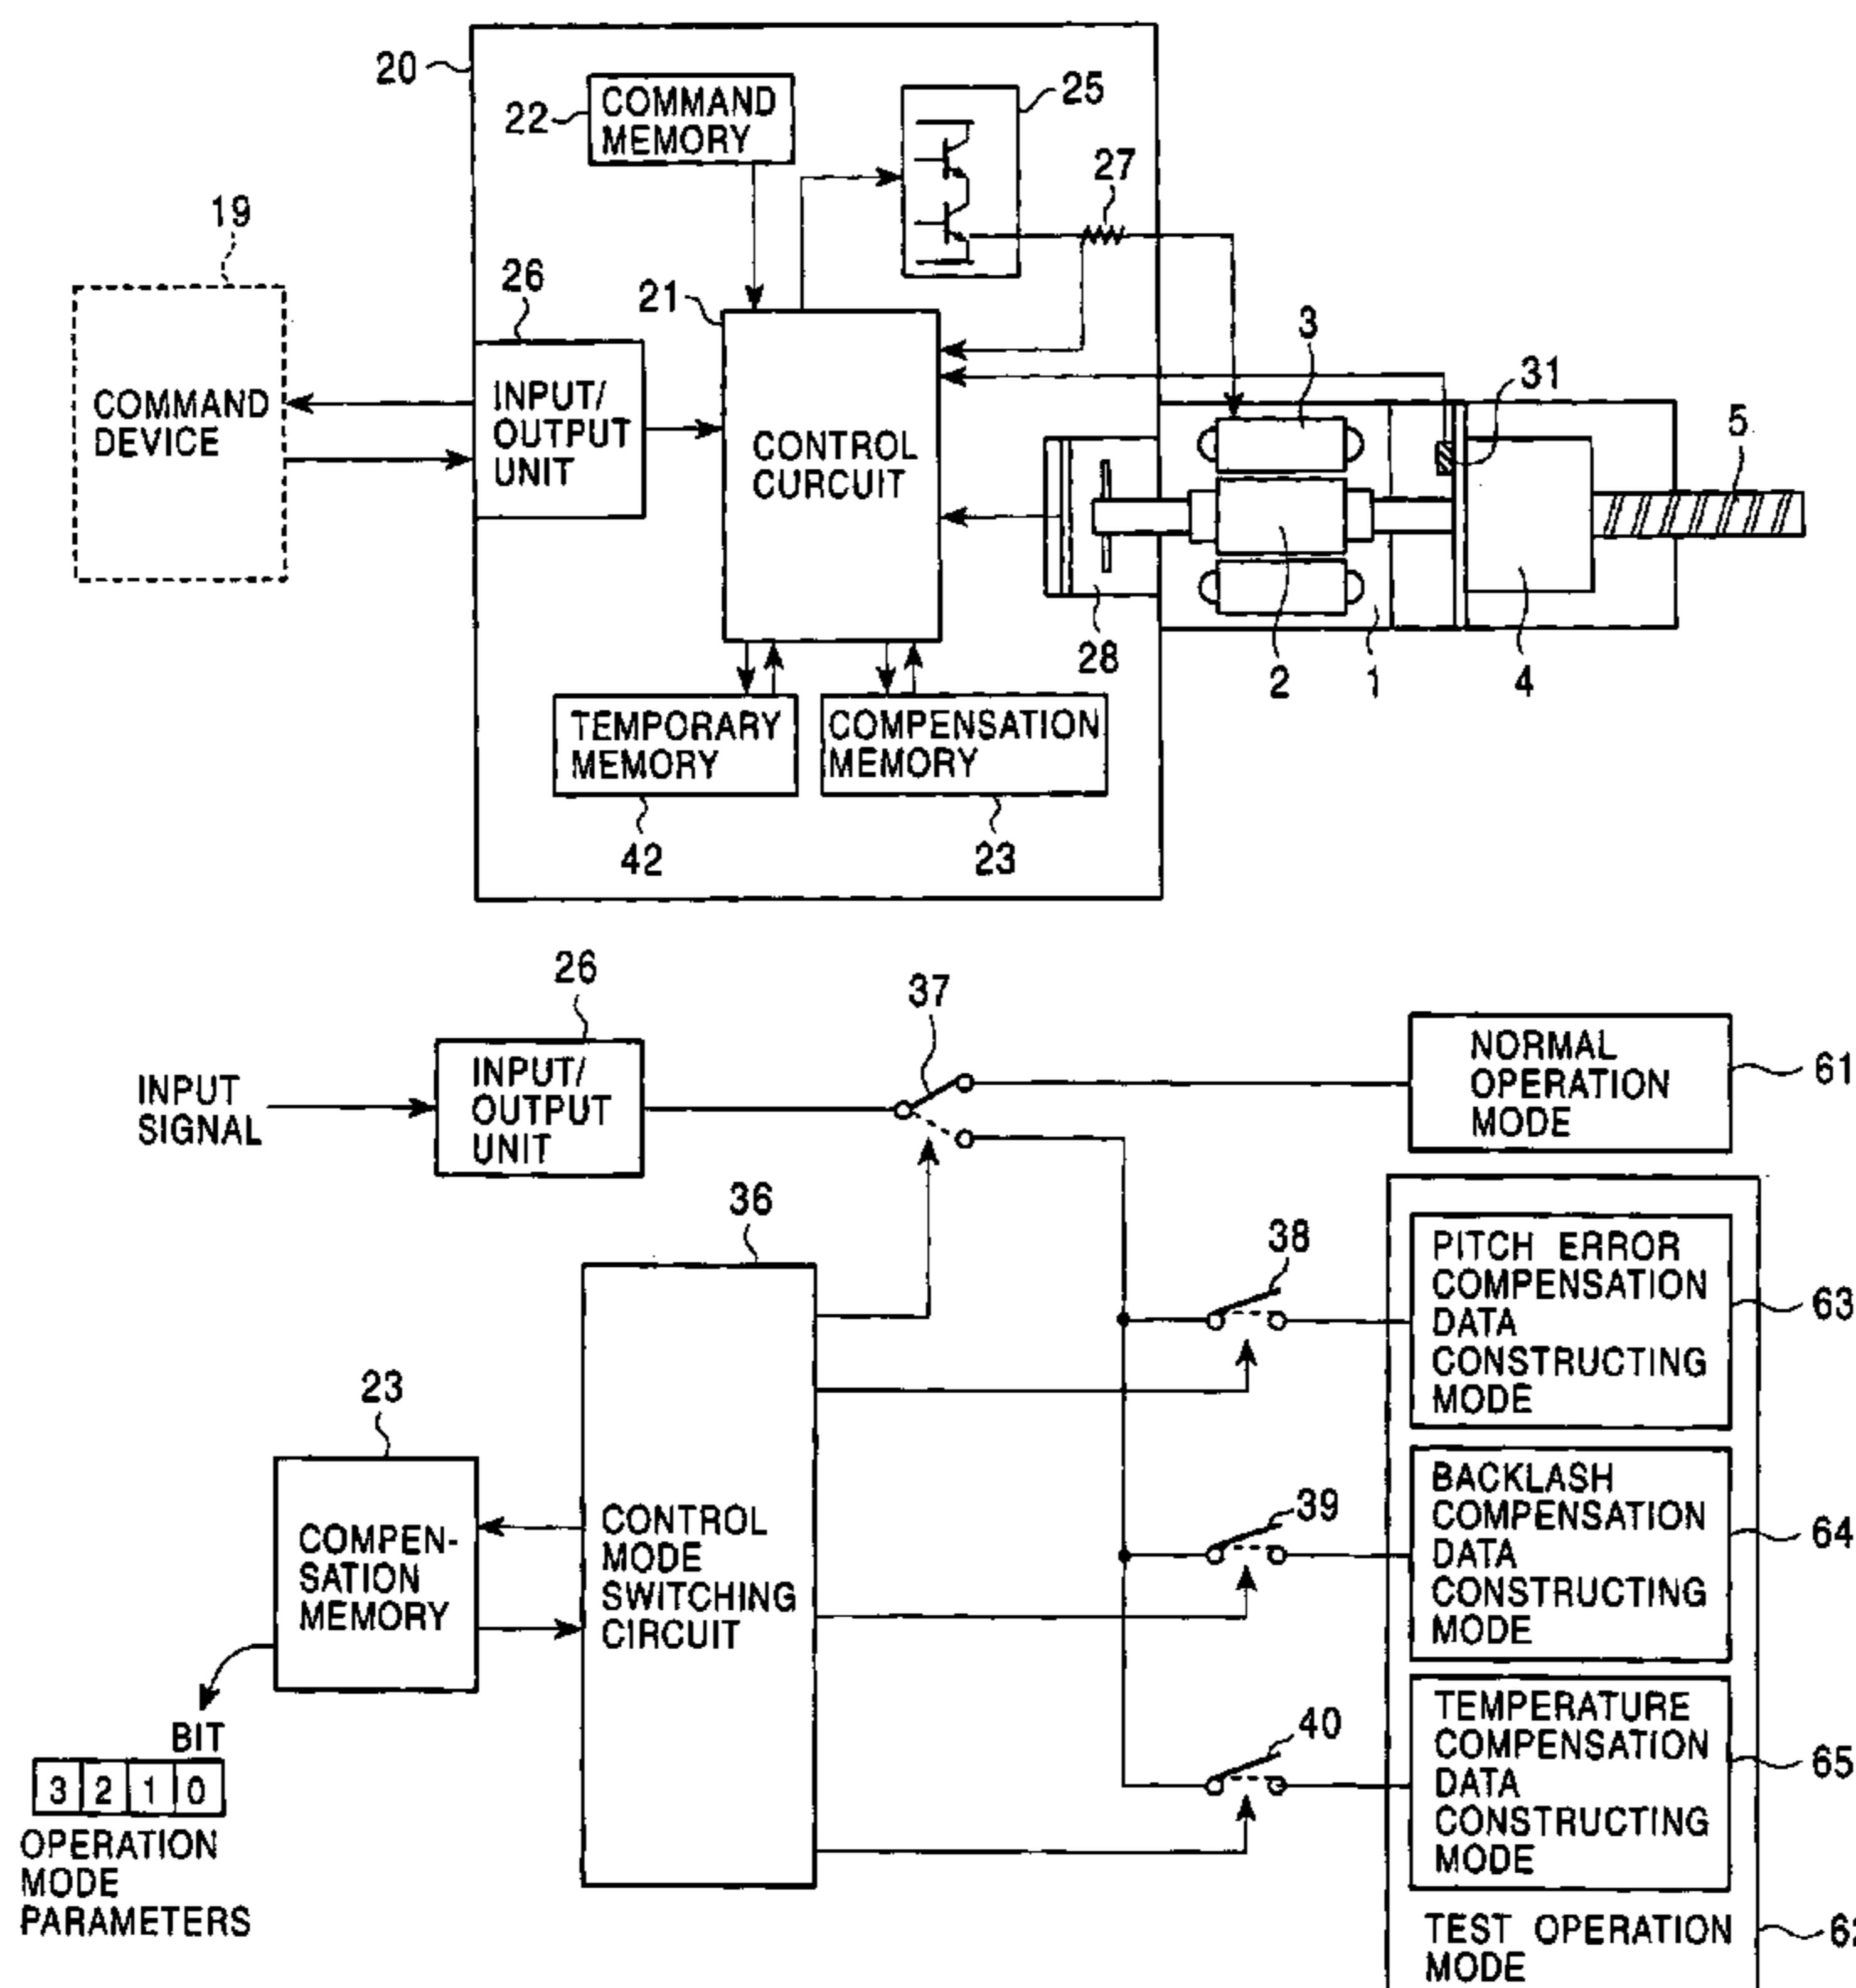 20
COMMAND
MEMORY
22
25
27
19
26
21
3
31
5
COMMAND
DEVICE
INPUT/
OUTPUT
UNIT
CONTROL
CURCUIT
28
2
1
4
TEMPORARY
MEMORY
COMPENSATION
MEMORY
42
23
26
37
INPUT
SIGNAL
INPUT/
OUTPUT
UNIT
NORMAL
OPERATION
MODE
61
36
38
PITCH ERROR
COMPENSATION
DATA
CONSTRUCTING
MODE
63
23
COMPEN-
SATION
MEMORY
CONTROL
MODE
SWITCHING
CIRCUIT
39
BACKLASH
COMPENSATION
DATA
CONSTRUCTING
MODE
64
BIT
3 2 1 0
OPERATION
MODE
PARAMETERS
40
TEMPERATURE
COMPENSATION
DATA
CONSTRUCTING
MODE
65
TEST OPERATION
MODE
62